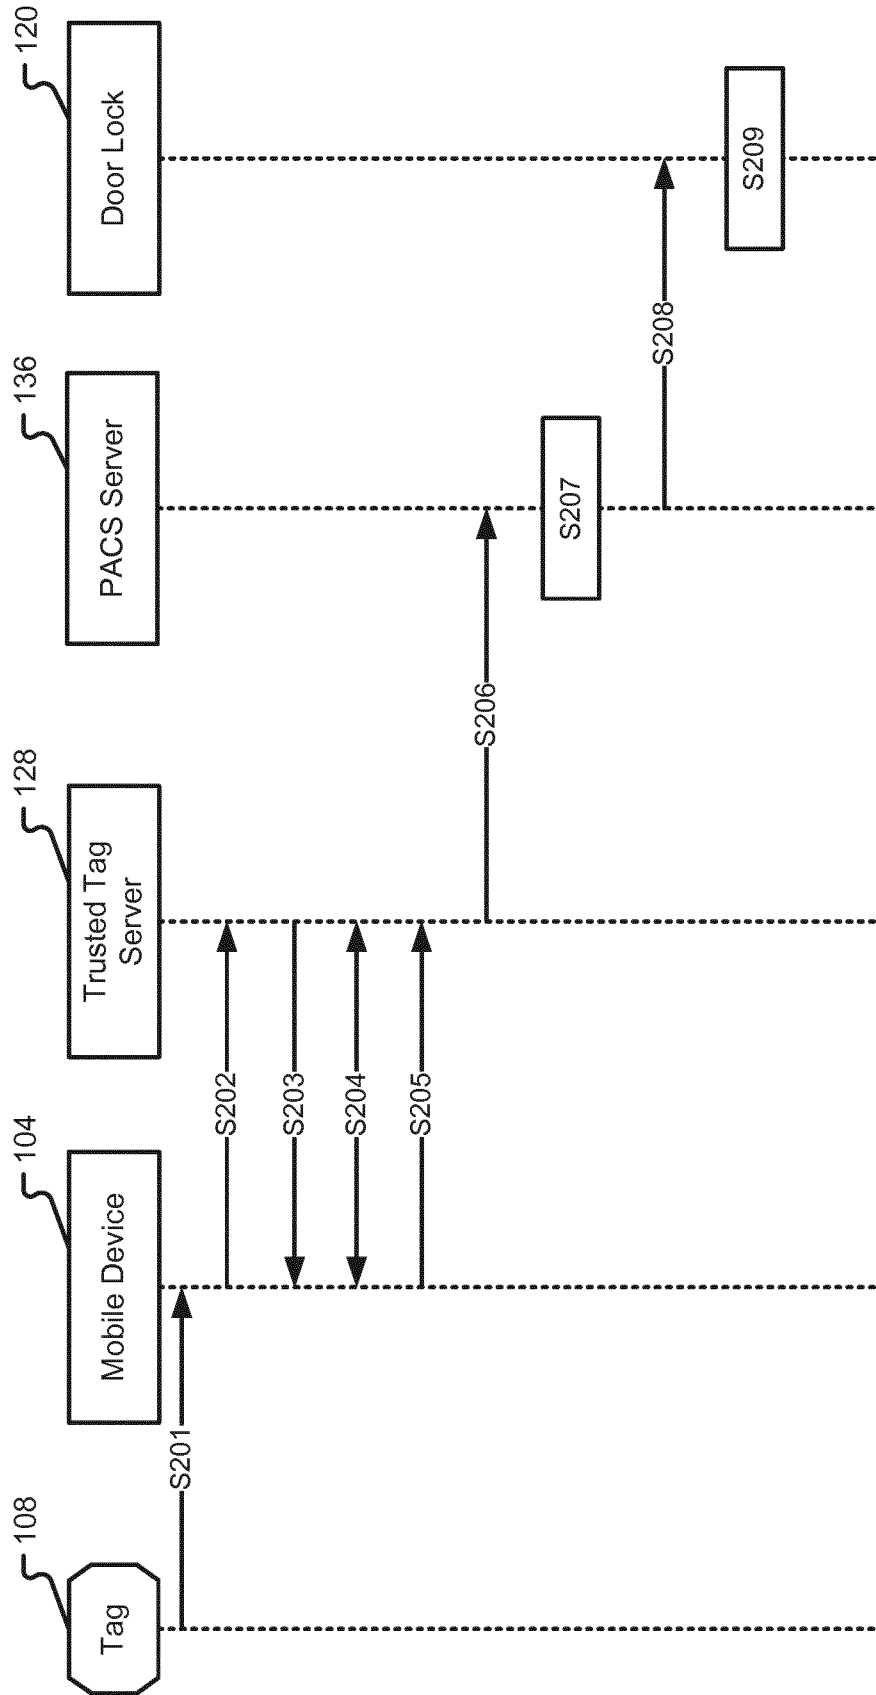 108
104
128
136
120
Tag
Mobile Device
Trusted Tag
Server
PACS Server
Door Lock
S201
S202
S203
S204
S205
S206
S207
S208
S209